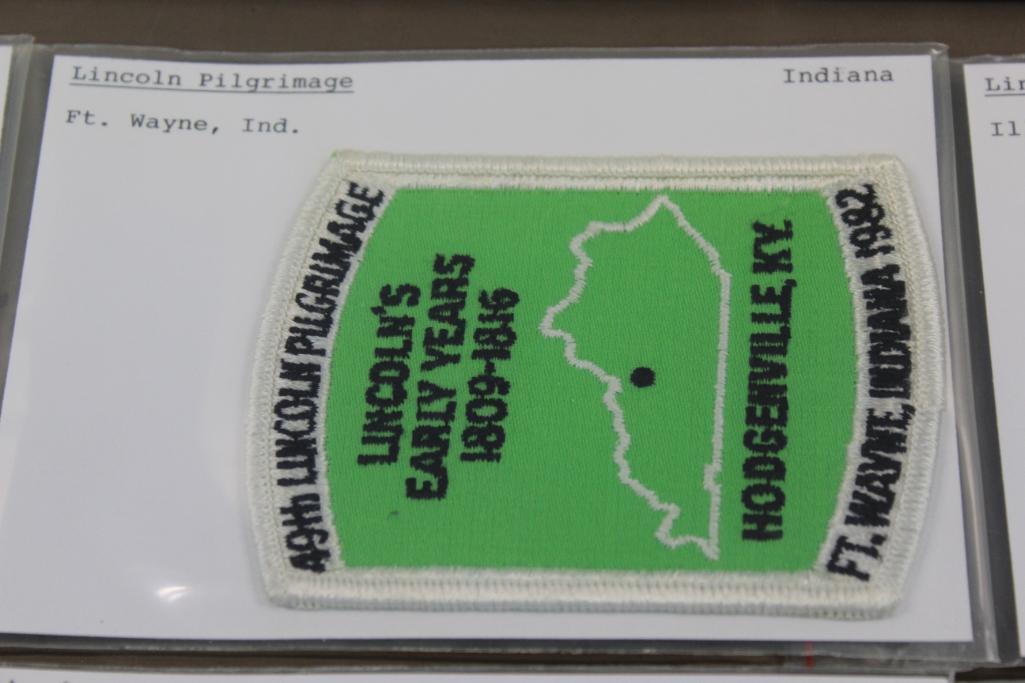 Lincoln Pilgrimage
Indiana
Ft. Wayne, Ind.
49th LINCOLN PILGRIMAGE
LINCOLN'S
EARLY YEARS
1809-1816
HODGENVILLE, KY.
FT. WAYNE, INDIANA 1982